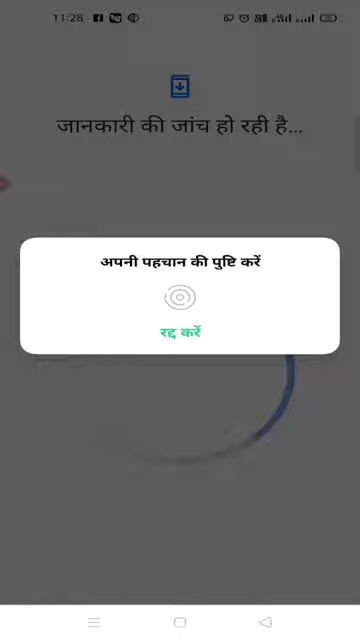 11:28
जानकारी की जांच हो रही है...
अपनी पहचान की पुष्टि करें
रद्द करें